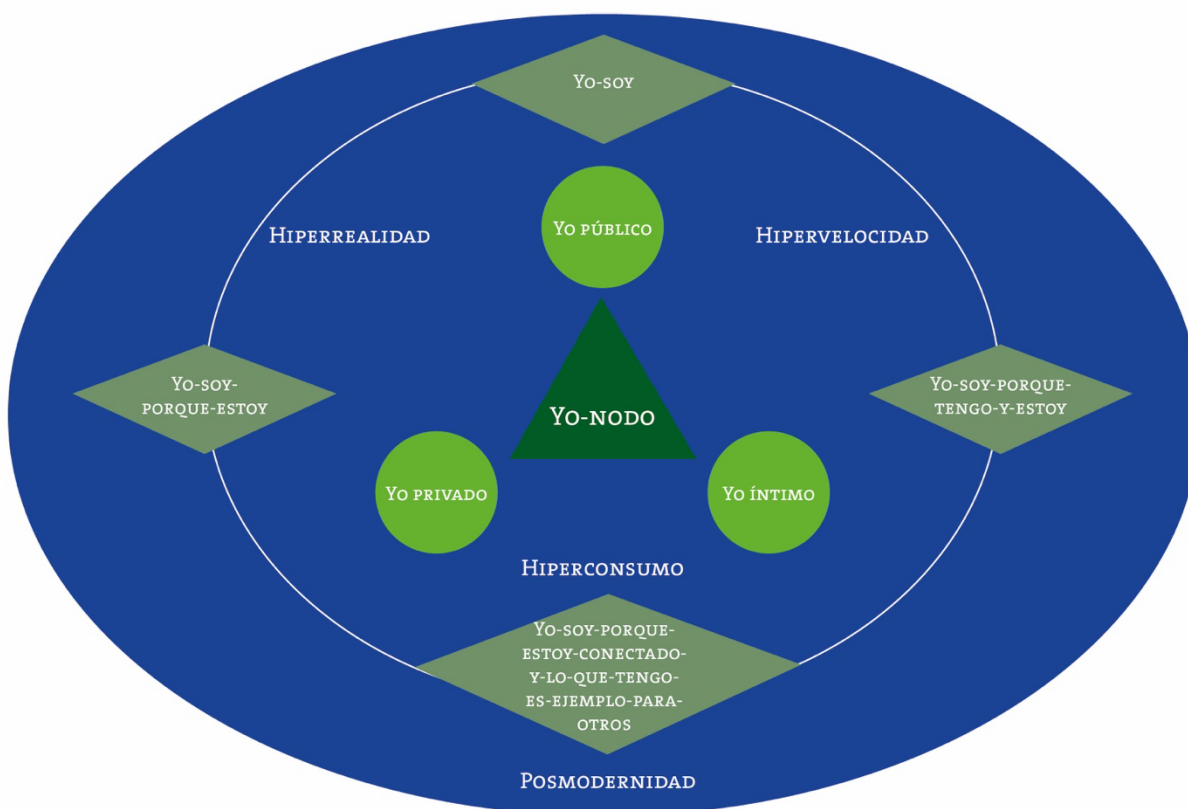 Yo-soy
Yo público
Hiperrealidad
Hipervelocidad
Yo-soy-
porque-estoy
Yo-soy-porque-
tengo-y-estoy
Yo-nodo
Yo privado
Yo íntimo
Hiperconsumo
Yo-soy-porque-
estoy-conectado-
y-lo-que-tengo-
es-ejemplo-para-
otros
Posmodernidad